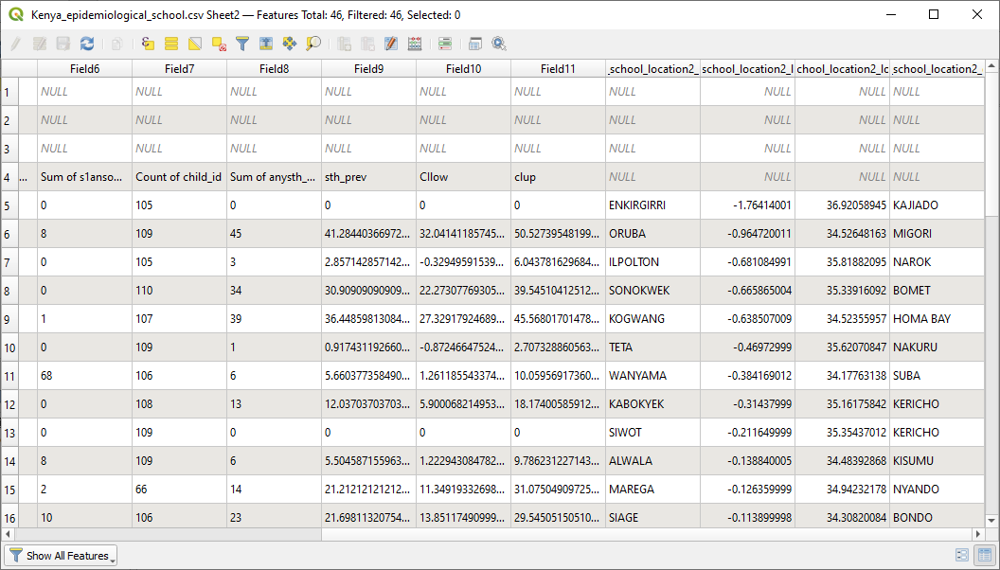 Kenya_epidemiological_school.csv Sheet2 — Features Total: 46, Filtered: 46, Selected: 0
Field6 Field7 Field8 Field9 Field10 Field11 _school_location2_ school_location2_l chool_location2_lo _school_location2_
1 NULL NULL NULL NULL NULL NULL NULL NULL NULL NULL
2 NULL NULL NULL NULL NULL NULL NULL NULL NULL NULL
3 NULL NULL NULL NULL NULL NULL NULL NULL NULL NULL
4 ... Sum of s1anso... Count of child_id Sum of anysth_... sth_prev CIlow clup NULL NULL NULL NULL
5 0 105 0 0 0 0 ENKIRGIRRI -1.76414001 36.92058945 KAJIADO
6 8 109 45 41.28440366972... 32.04141185745... 50.52739548199... ORUBA -0.964720011 34.52648163 MIGORI
7 0 105 3 2.857142857142... -0.32949591539... 6.043781629684... ILPOLTON -0.681084991 35.81882095 NAROK
8 0 110 34 30.90909090909... 22.27307769305... 39.54510412512... SONOKWEK -0.665865004 35.33916092 BOMET
9 1 107 39 36.44859813084... 27.32917924689... 45.56801701478... KOGWANG -0.638507009 34.52355957 HOMA BAY
10 0 109 1 0.917431192660... -0.87246647524... 2.707328860563... TETA -0.46972999 35.62070847 NAKURU
11 68 106 6 5.660377358490... 1.261185543374... 10.05956917360... WANYAMA -0.384169012 34.17763138 SUBA
12 0 108 13 12.03703703703... 5.900068214953... 18.17400585912... KABOKYEK -0.31437999 35.16175842 KERICHO
13 0 109 0 0 0 0 SIWOT -0.211649999 35.35437012 KERICHO
14 8 109 6 5.504587155963... 1.222943084782... 9.786231227143... ALWALA -0.138840005 34.48392868 KISUMU
15 2 66 14 21.21212121212... 11.34919332698... 31.07504909725... MAREGA -0.126359999 34.94232178 NYANDO
16 10 106 23 21.69811320754... 13.85117490999... 29.54505150510... SIAGE -0.113899998 34.30820084 BONDO
Show All Features